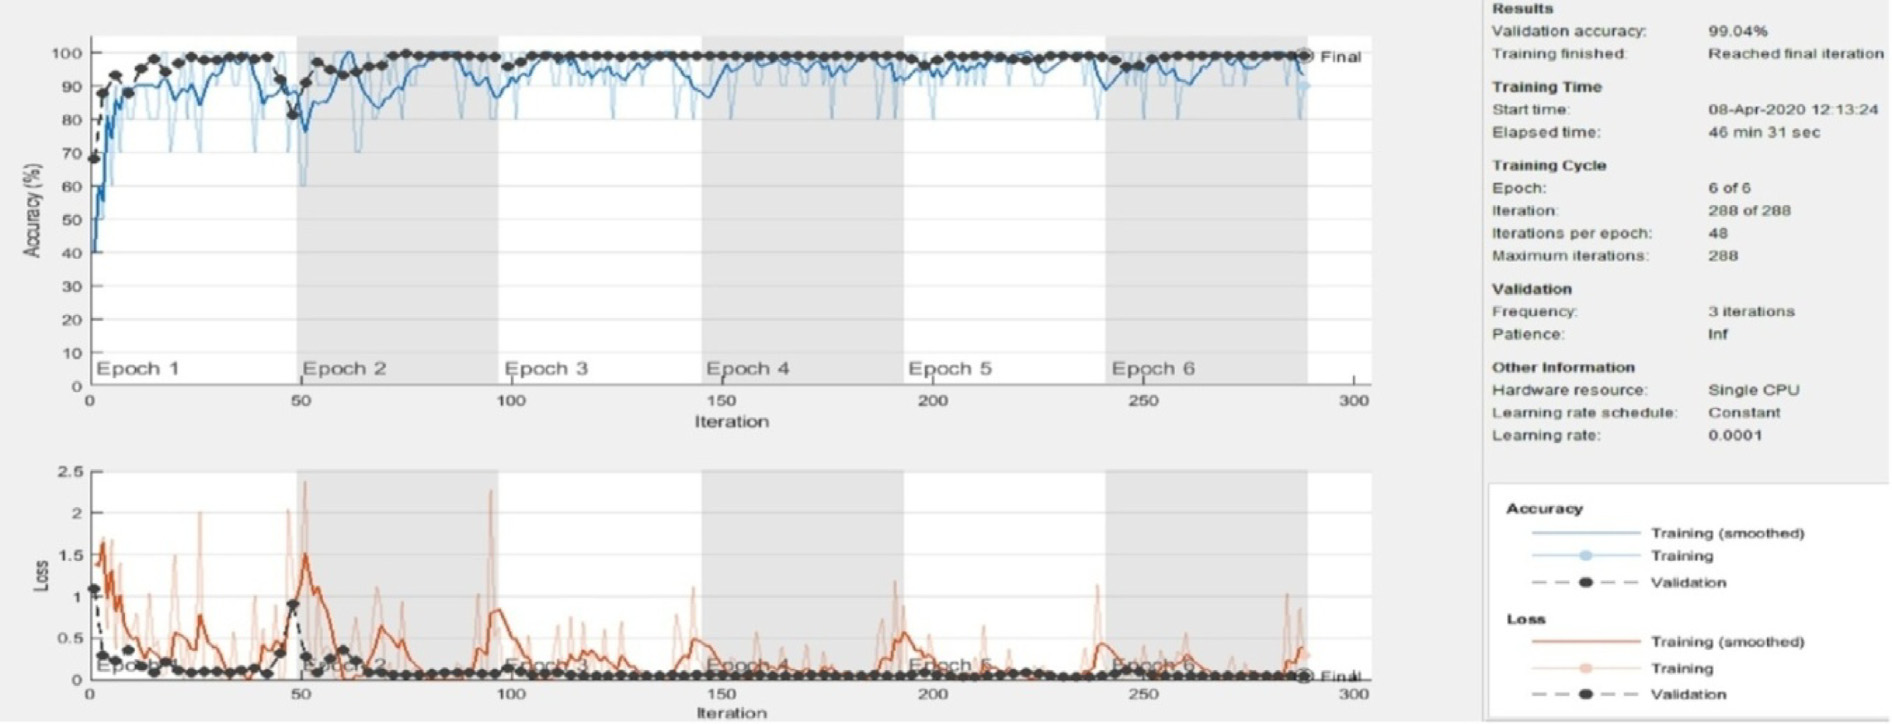 100
90
80
70
60
50
40
30
20
10
0
Accuracy (%)
Epoch 1
Epoch 2
Epoch 3
Epoch 4
Epoch 5
Epoch 6
Final
0
50
100
150
200
250
300
Iteration
2.5
2
1.5
1
0.5
0
Loss
Epoch 1
Epoch 2
Epoch 3
Epoch 4
Epoch 5
Epoch 6
Final
0
50
100
150
200
250
300
Iteration
Results
Validation accuracy: 99.04%
Training finished: Reached final iteration
Training Time
Start time: 08-Apr-2020 12:13:24
Elapsed time: 46 min 31 sec
Training Cycle
Epoch: 6 of 6
Iteration: 288 of 288
Iterations per epoch: 48
Maximum iterations: 288
Validation
Frequency: 3 iterations
Patience: Inf
Other Information
Hardware resource: Single CPU
Learning rate schedule: Constant
Learning rate: 0.0001
Accuracy
Training (smoothed)
Training
Validation
Loss
Training (smoothed)
Training
Validation